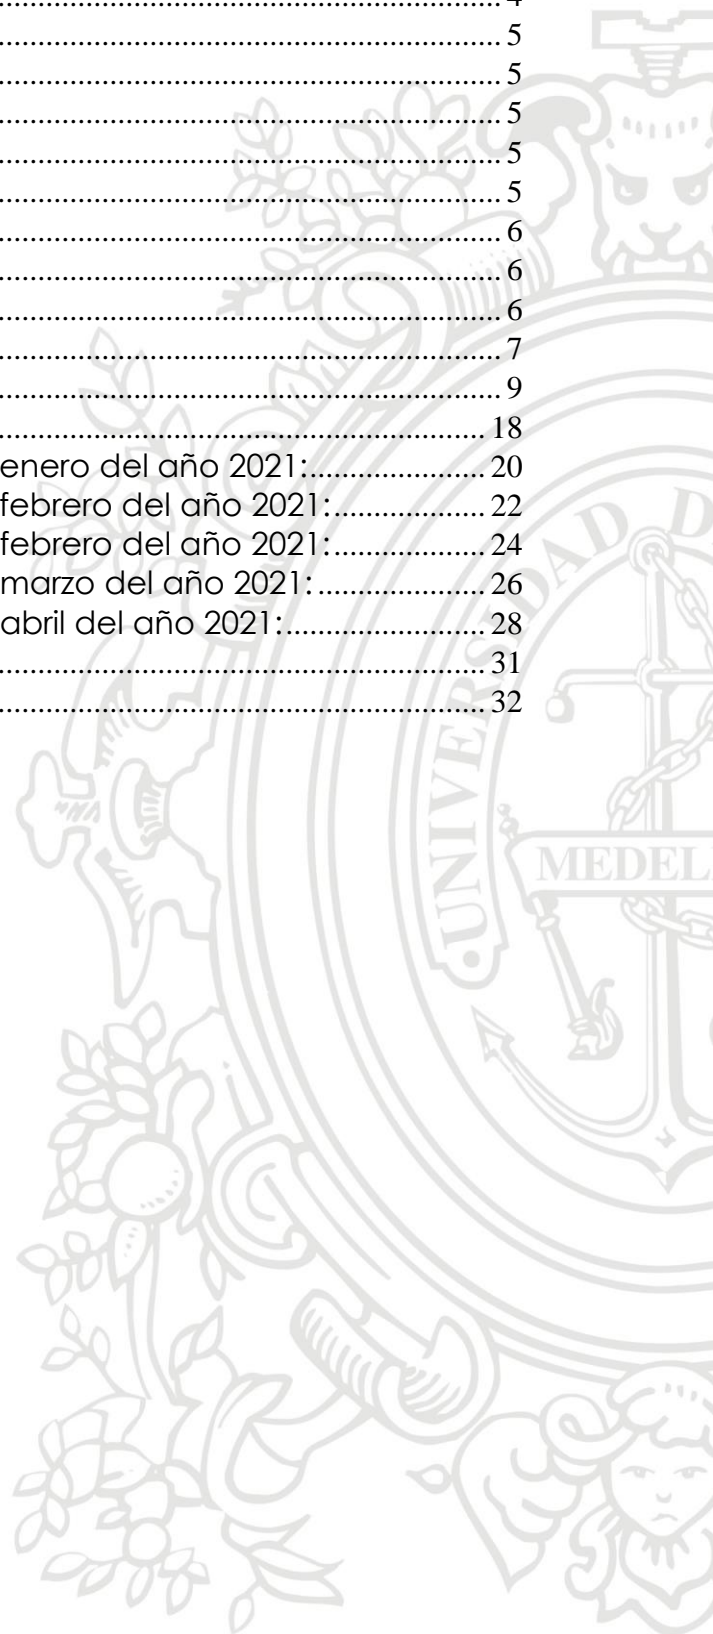 ........................................................ 4
........................................................ 5
........................................................ 5
........................................................ 5
........................................................ 5
........................................................ 5
........................................................ 6
........................................................ 6
........................................................ 6
........................................................ 7
........................................................ 9
...................................................... 18
enero del año 2021:.................... 20
febrero del año 2021:................. 22
febrero del año 2021:................. 24
marzo del año 2021: ................... 26
abril del año 2021:....................... 28
...................................................... 31
...................................................... 32
UNIVERSIDAD D
MEDEL